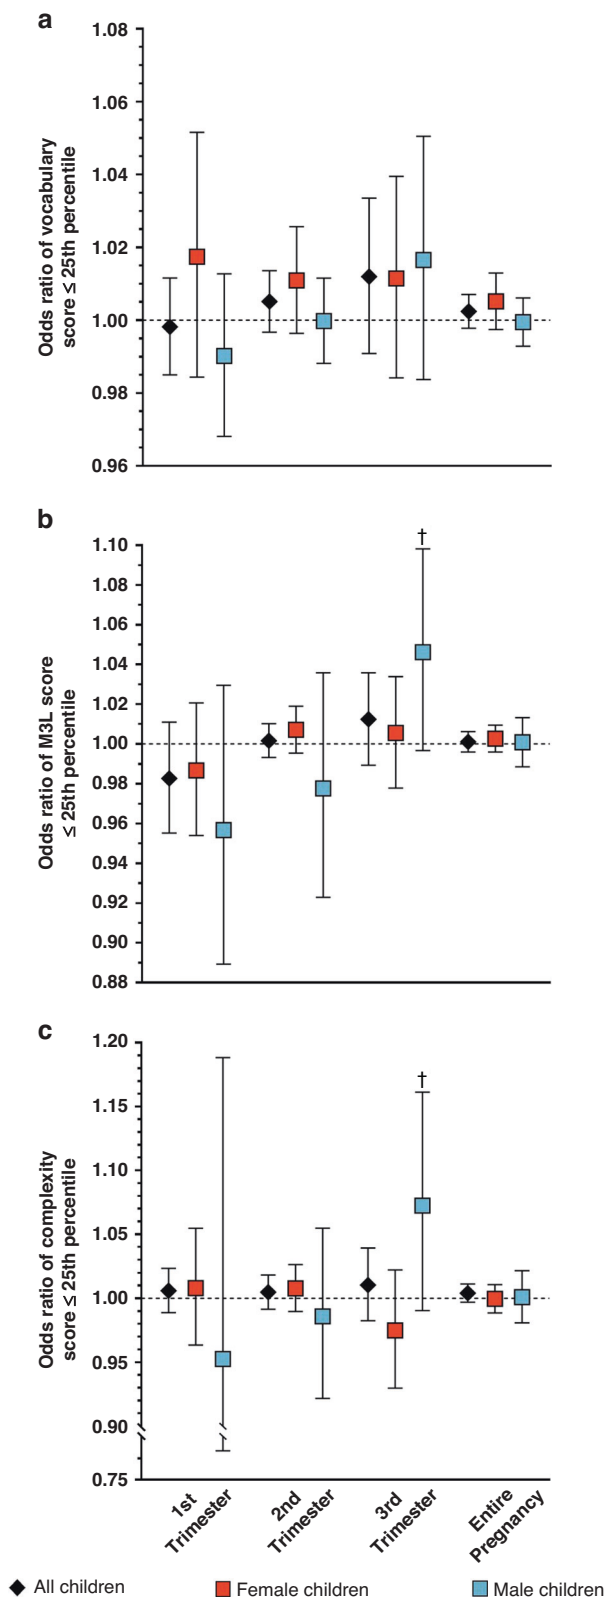 a
Odds ratio of vocabulary
score ≤ 25th percentile
1.08
1.06
1.04
1.02
1.00
0.98
0.96
b
Odds ratio of M3L score
≤ 25th percentile
†
1.10
1.08
1.06
1.04
1.02
1.00
0.98
0.96
0.94
0.92
0.90
0.88
c
Odds ratio of complexity
score ≤ 25th percentile
†
1.20
1.15
1.10
1.05
1.00
0.95
0.90
0.75
1st
Trimester
2nd
Trimester
3rd
Trimester
Entire
Pregnancy
All children
Female children
Male children